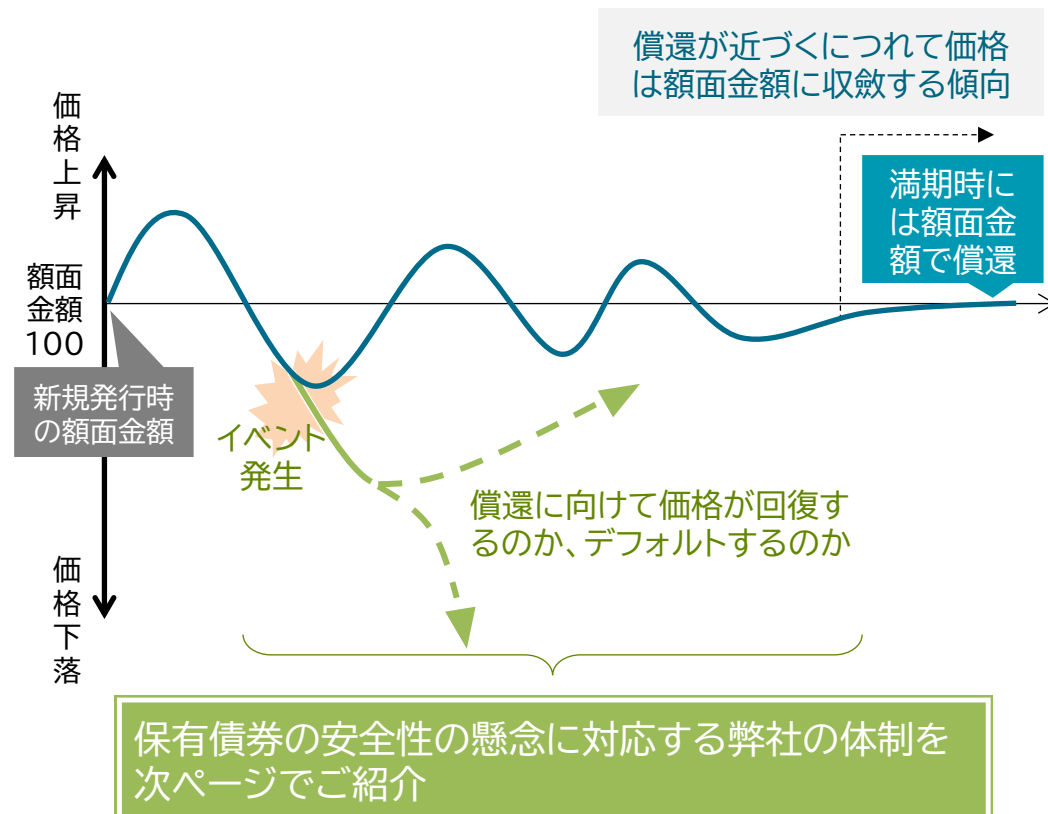 償還が近づくにつれて価格
は額面金額に収斂する傾向
価格上昇
満期時に
は額面金
額で償還
額面
金額
100
新規発行時
の額面金額
イベント
発生
償還に向けて価格が回復す
るのか、デフォルトするのか
価格下落
保有債券の安全性の懸念に対応する弊社の体制を
次ページでご紹介